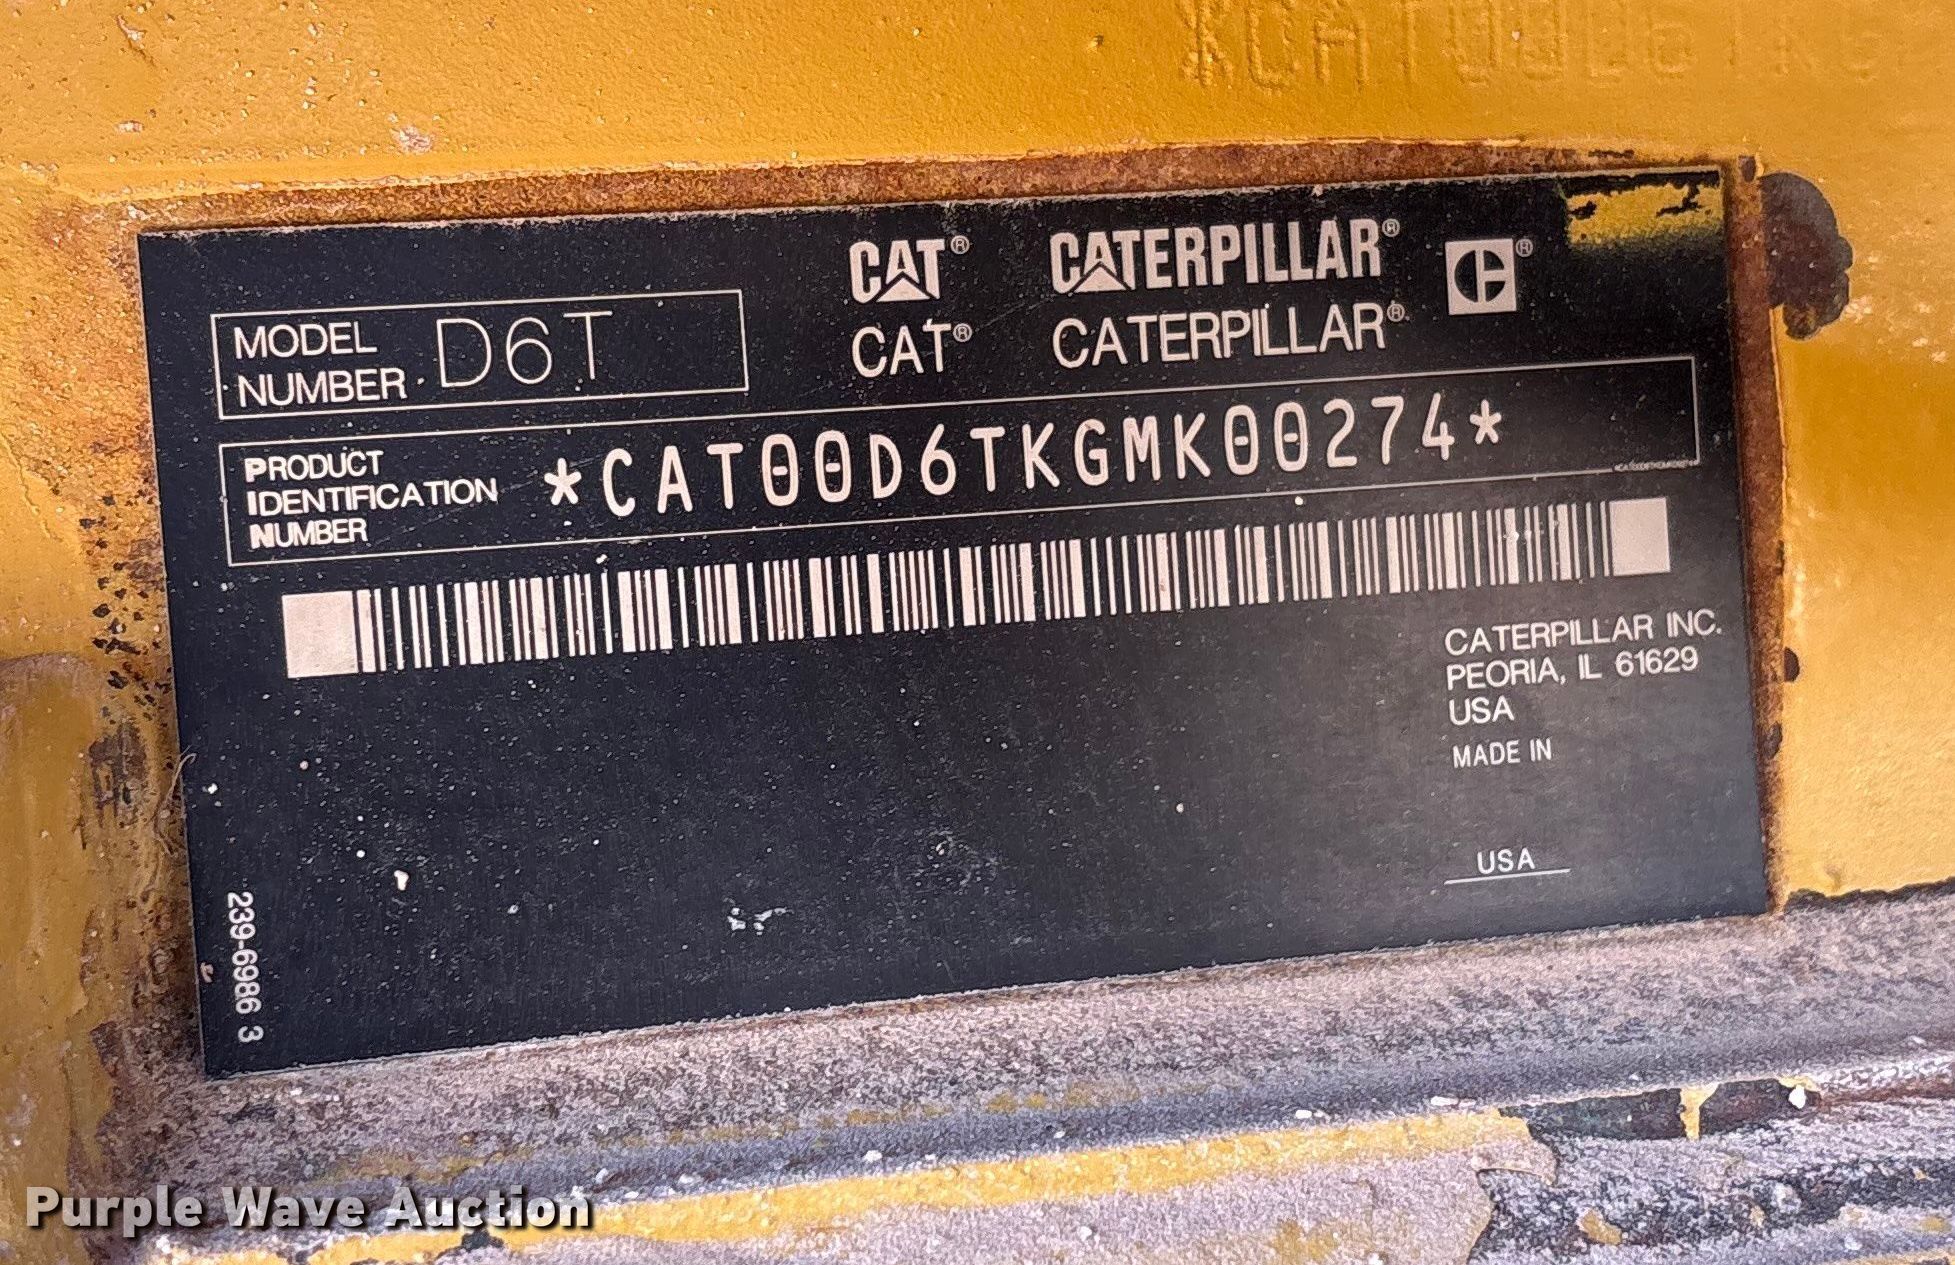 *CAT00D6TKG
CAT® CATERPILLAR® ®
CAT® CATERPILLAR®
MODEL NUMBER D6T
PRODUCT
IDENTIFICATION
NUMBER
*CAT00D6TKGMK00274*
CATERPILLAR INC.
PEORIA, IL 61629
USA
MADE IN
USA
239-6986 3
Purple Wave Auction